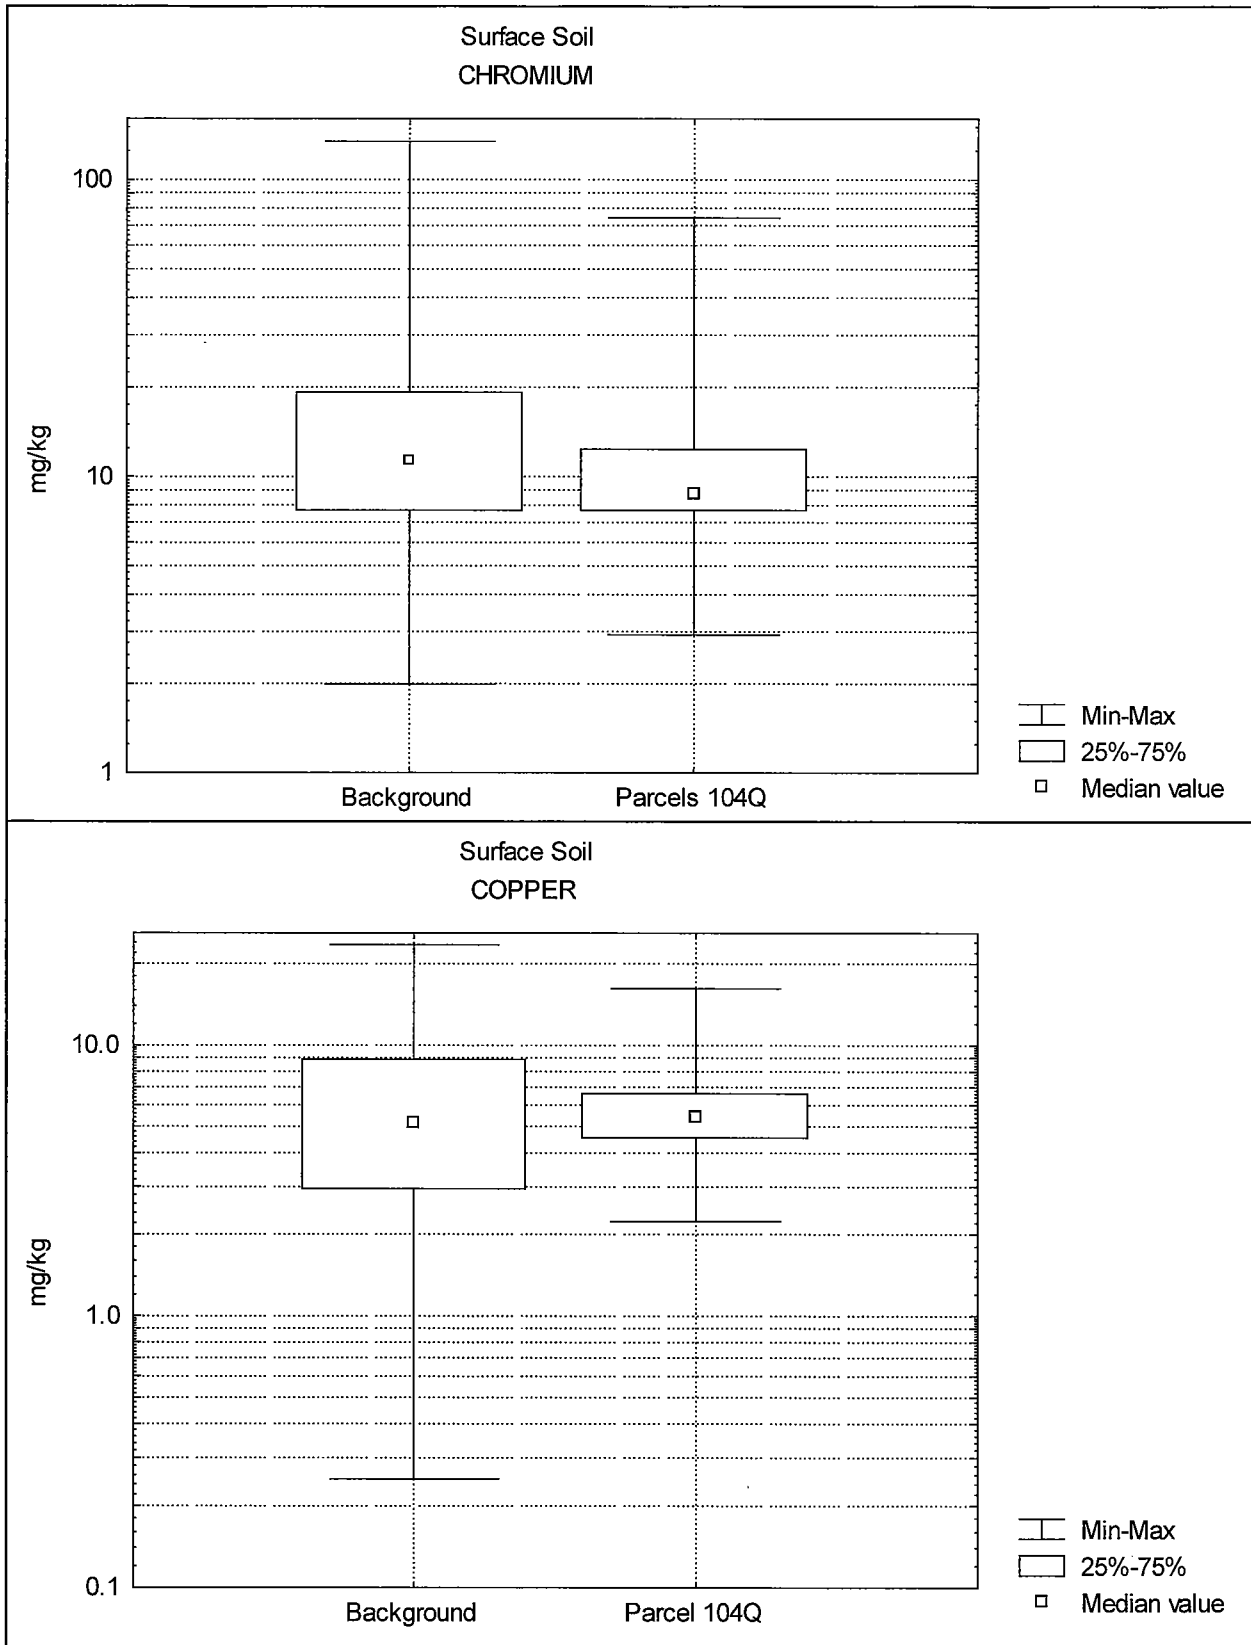 Surface Soil
CHROMIUM
100
10
1
mg/kg
Background Parcels 104Q
Min-Max
25%-75%
Median value
Surface Soil
COPPER
10.0
1.0
0.1
mg/kg
Background Parcel 104Q
Min-Max
25%-75%
Median value